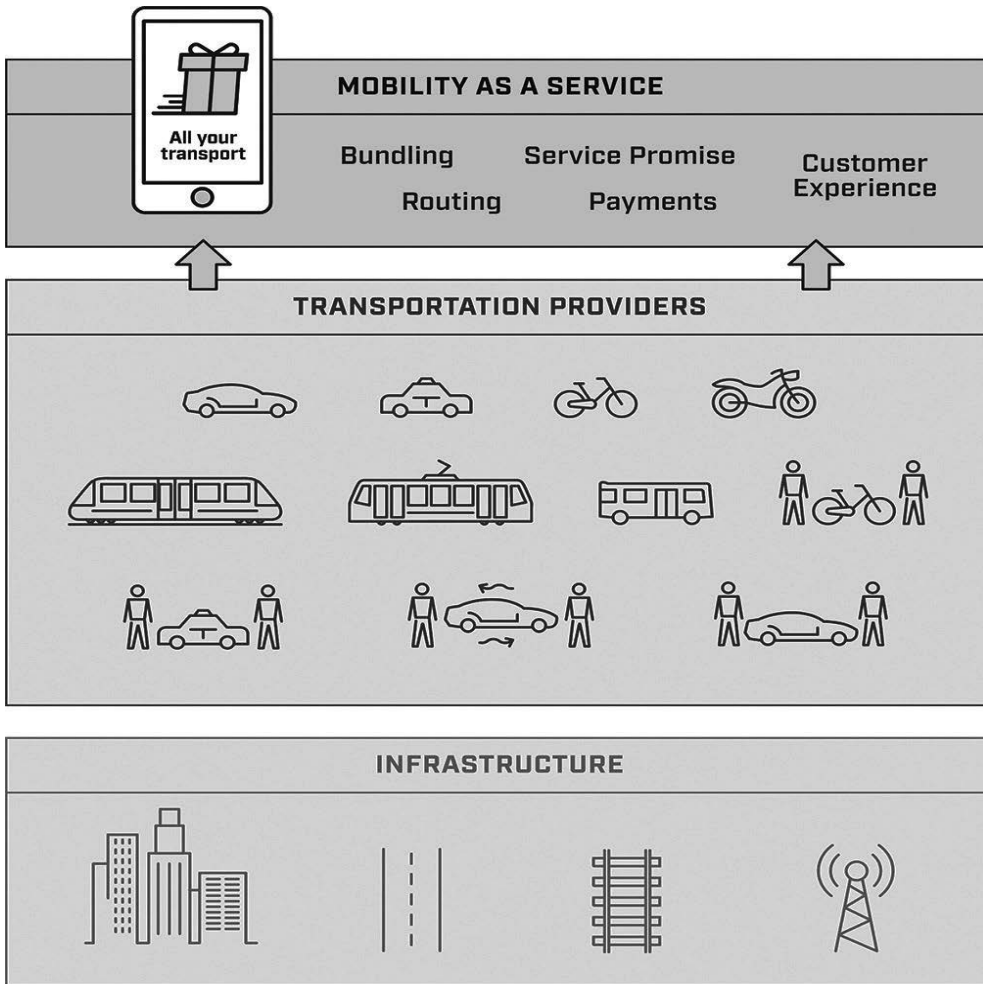 MOBILITY AS A SERVICE
All your
transport
Bundling
Service Promise
Customer
Experience
Routing
Payments
TRANSPORTATION PROVIDERS
T
T
INFRASTRUCTURE